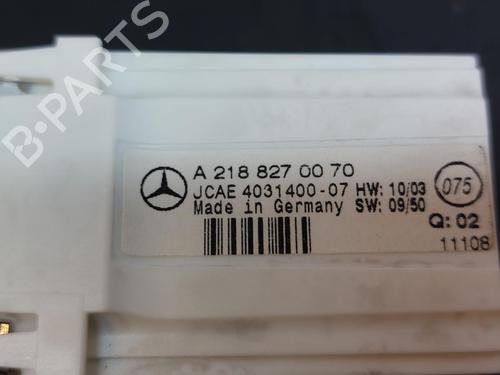 B-PARTS
A 218 827 00 70
JCAE 4031400-07 HW: 10/03
Made in Germany SW: 09/50
075
Q: 02
11108